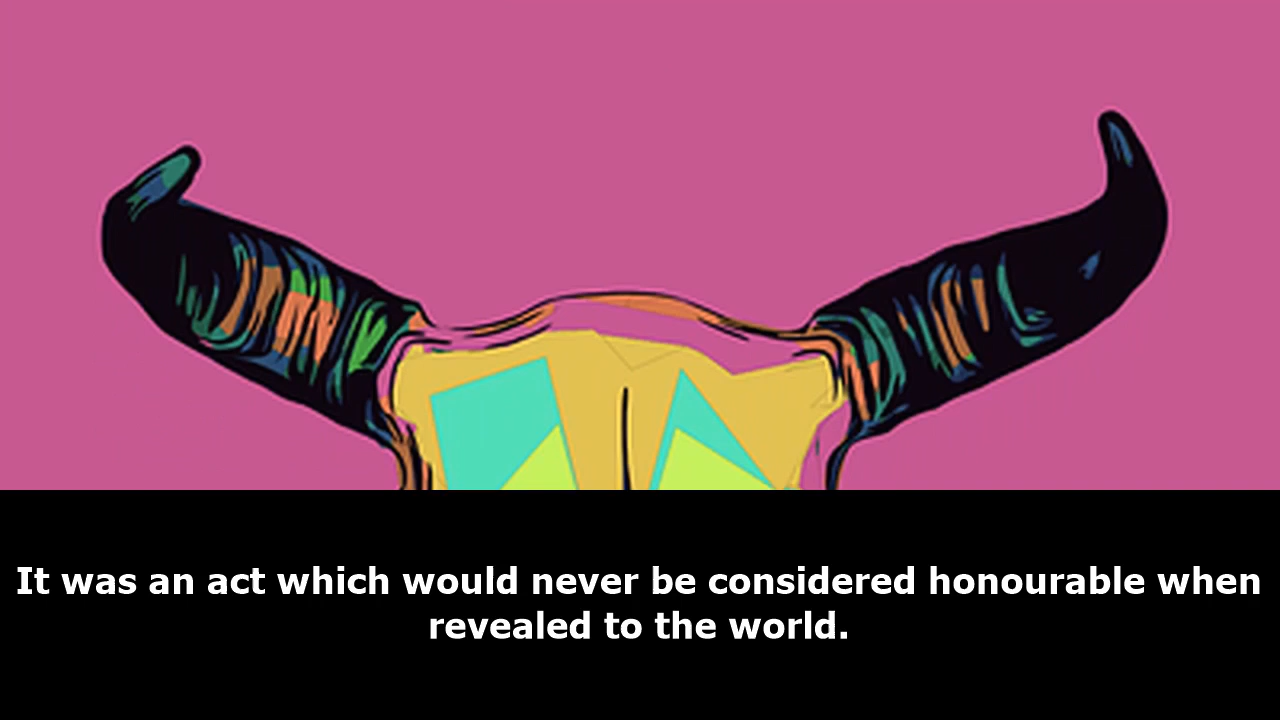 It was an act which would never be considered honourable when
revealed to the world.